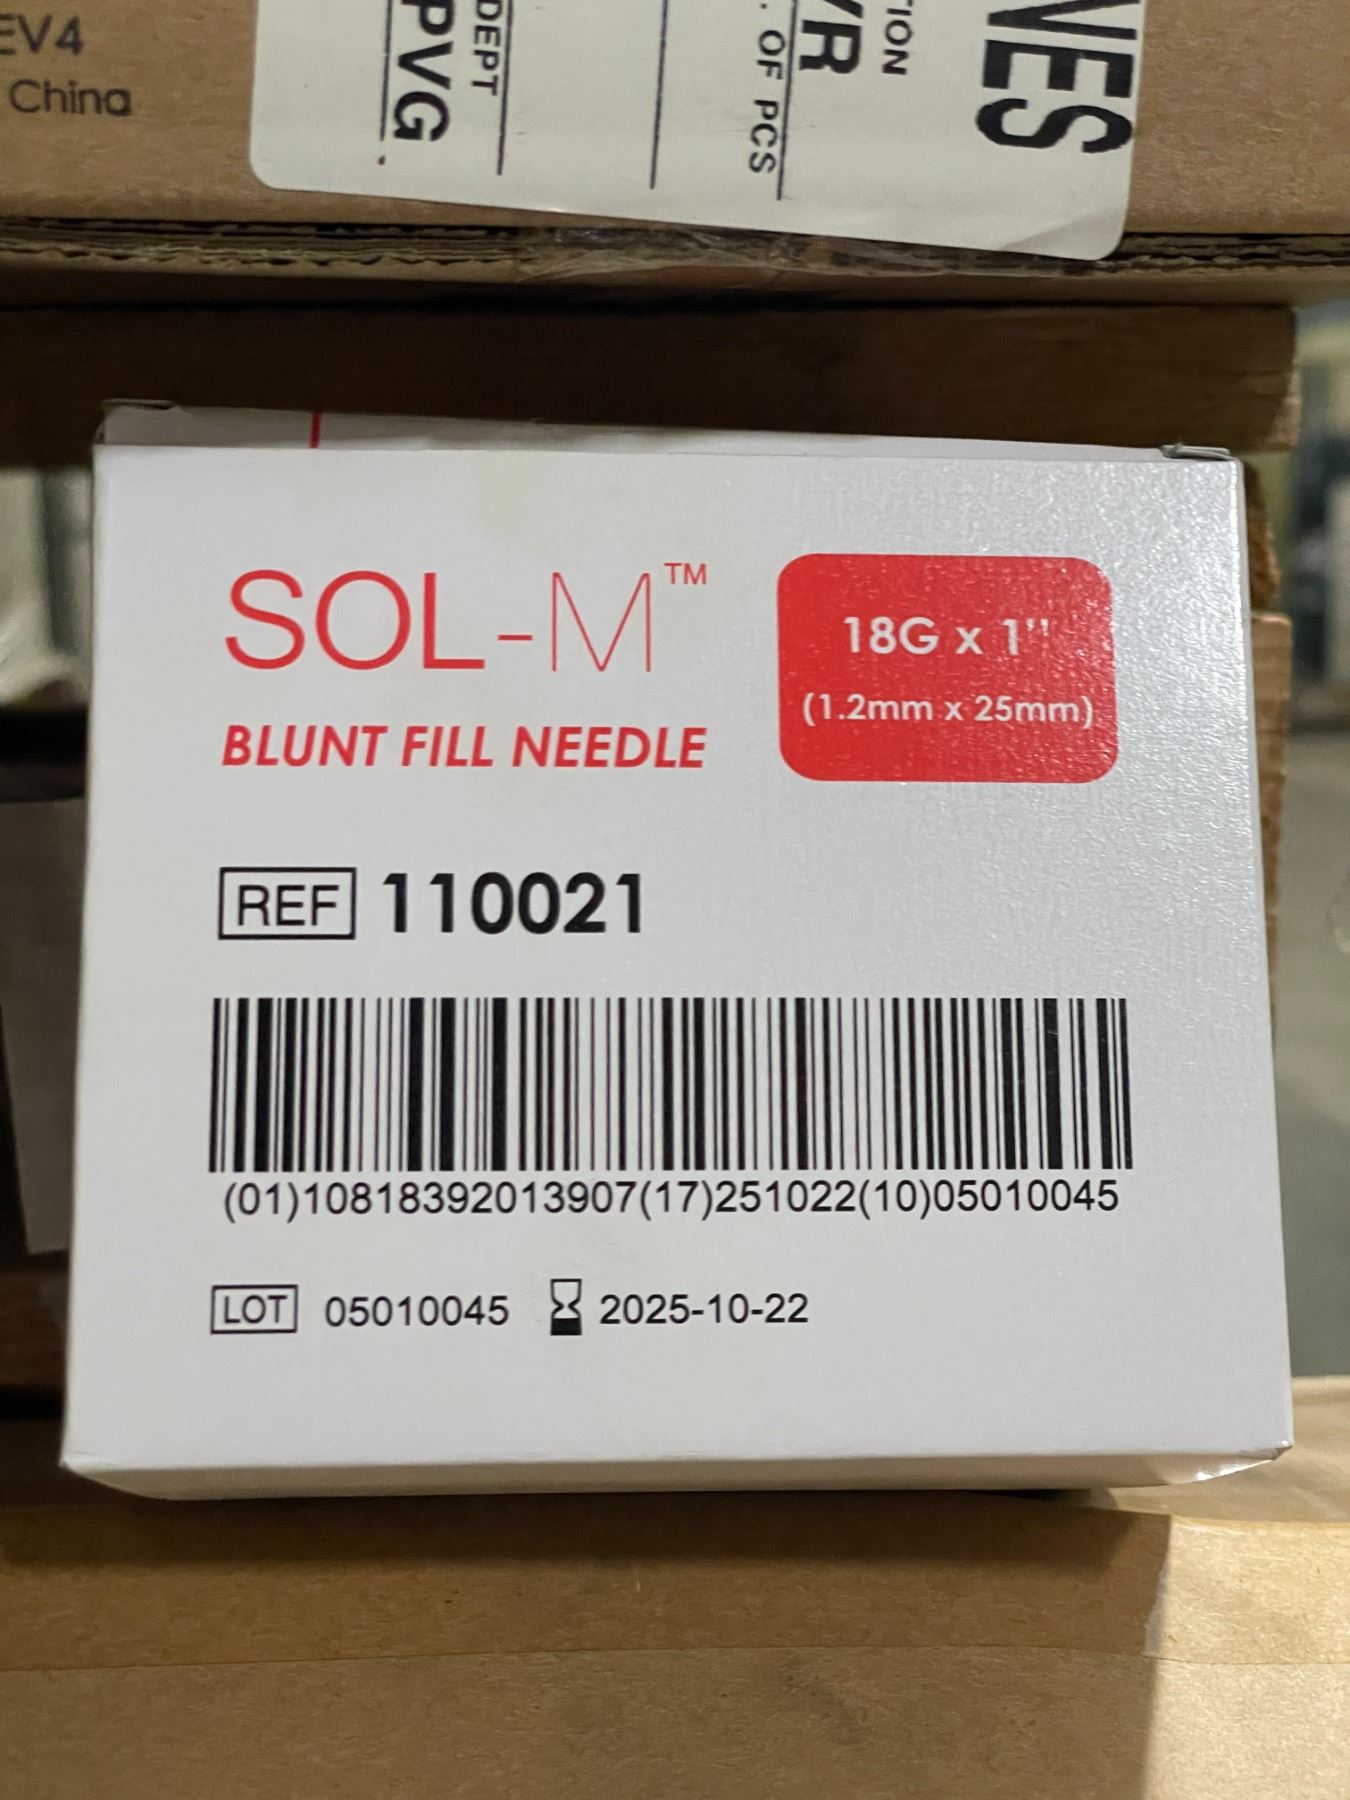 EV4
China
PVG
DEPT
. OF PCS
VR
TION
VES
SOL-M™
BLUNT FILL NEEDLE
18G x 1"
(1.2mm x 25mm)
REF 110021
(01)10818392013907(17)251022(10)05010045
LOT 05010045 2025-10-22